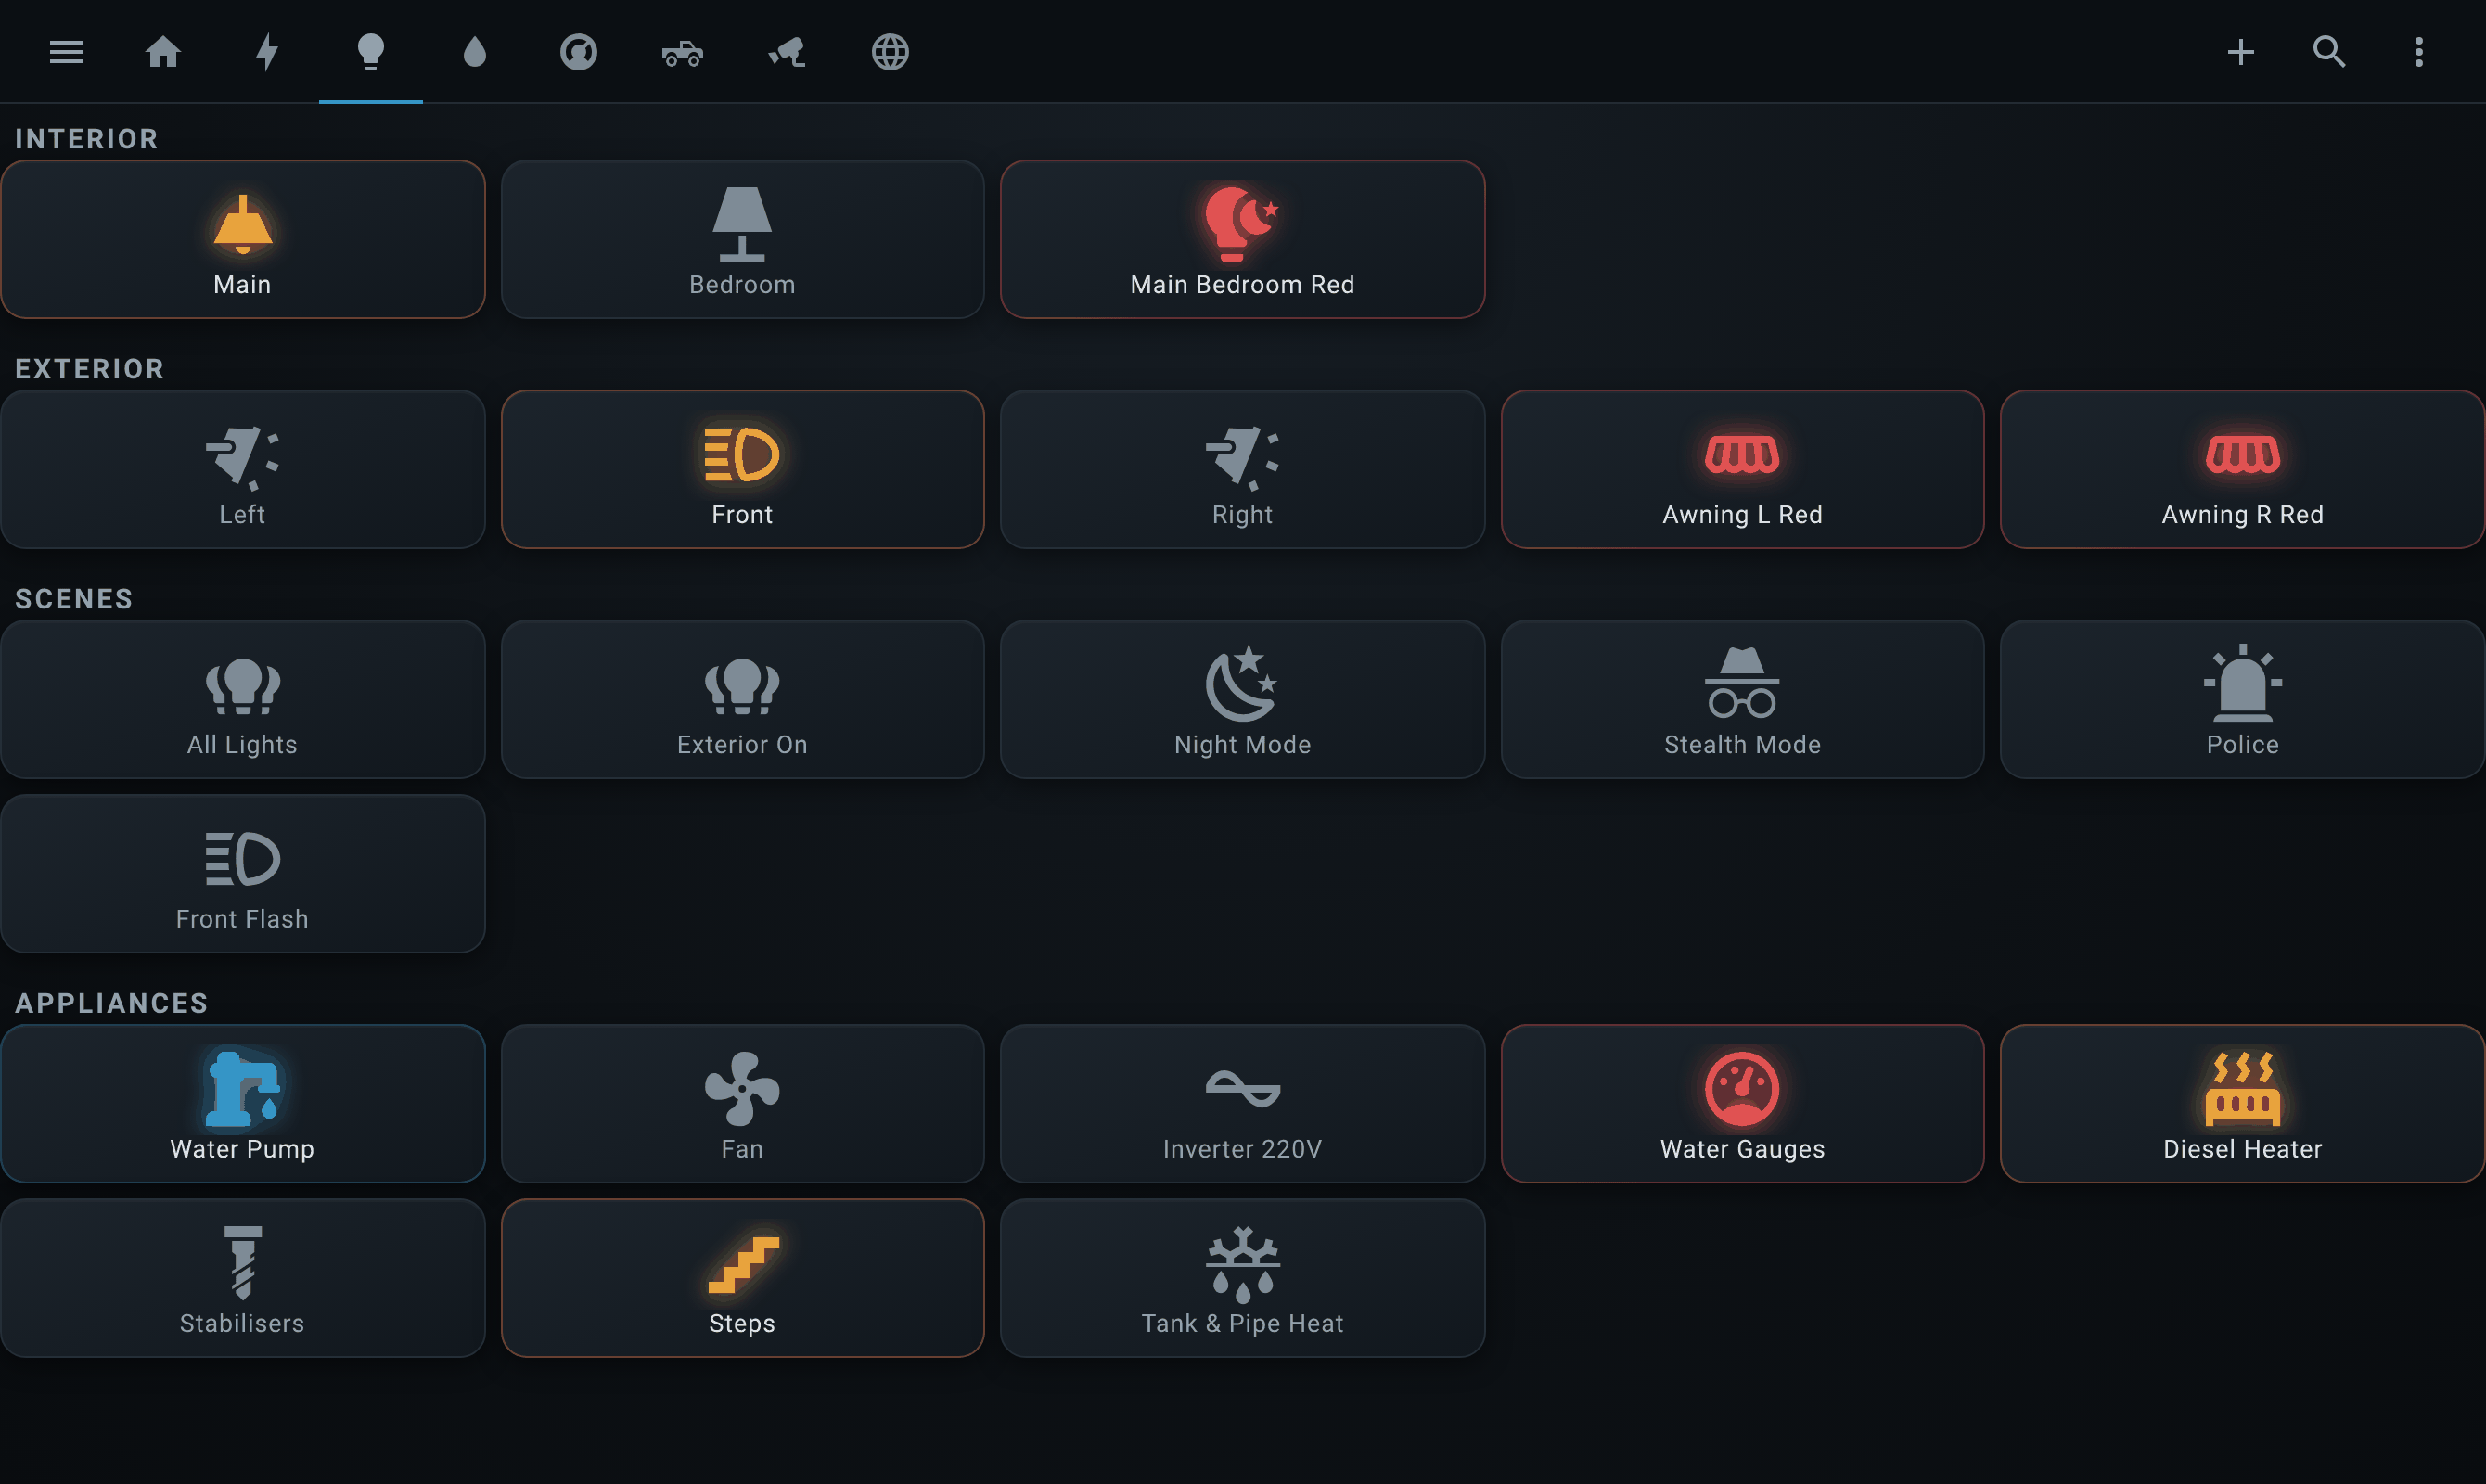 INTERIOR
Main
Bedroom
Main Bedroom Red
EXTERIOR
Left
Front
Right
Awning L Red
Awning R Red
SCENES
All Lights
Exterior On
Night Mode
Stealth Mode
Police
Front Flash
APPLIANCES
Water Pump
Fan
Inverter 220V
Water Gauges
Diesel Heater
Stabilisers
Steps
Tank & Pipe Heat